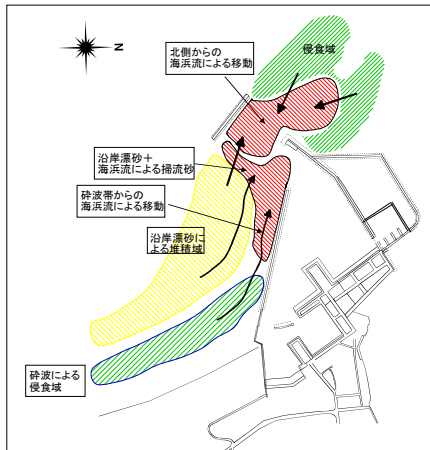 N
北側からの
海浜流による移動
侵食域
沿岸漂砂＋
海浜流による掃流砂
砕波帯からの
海浜流による移動
沿岸漂砂に
よる堆積域
砕波による
侵食域